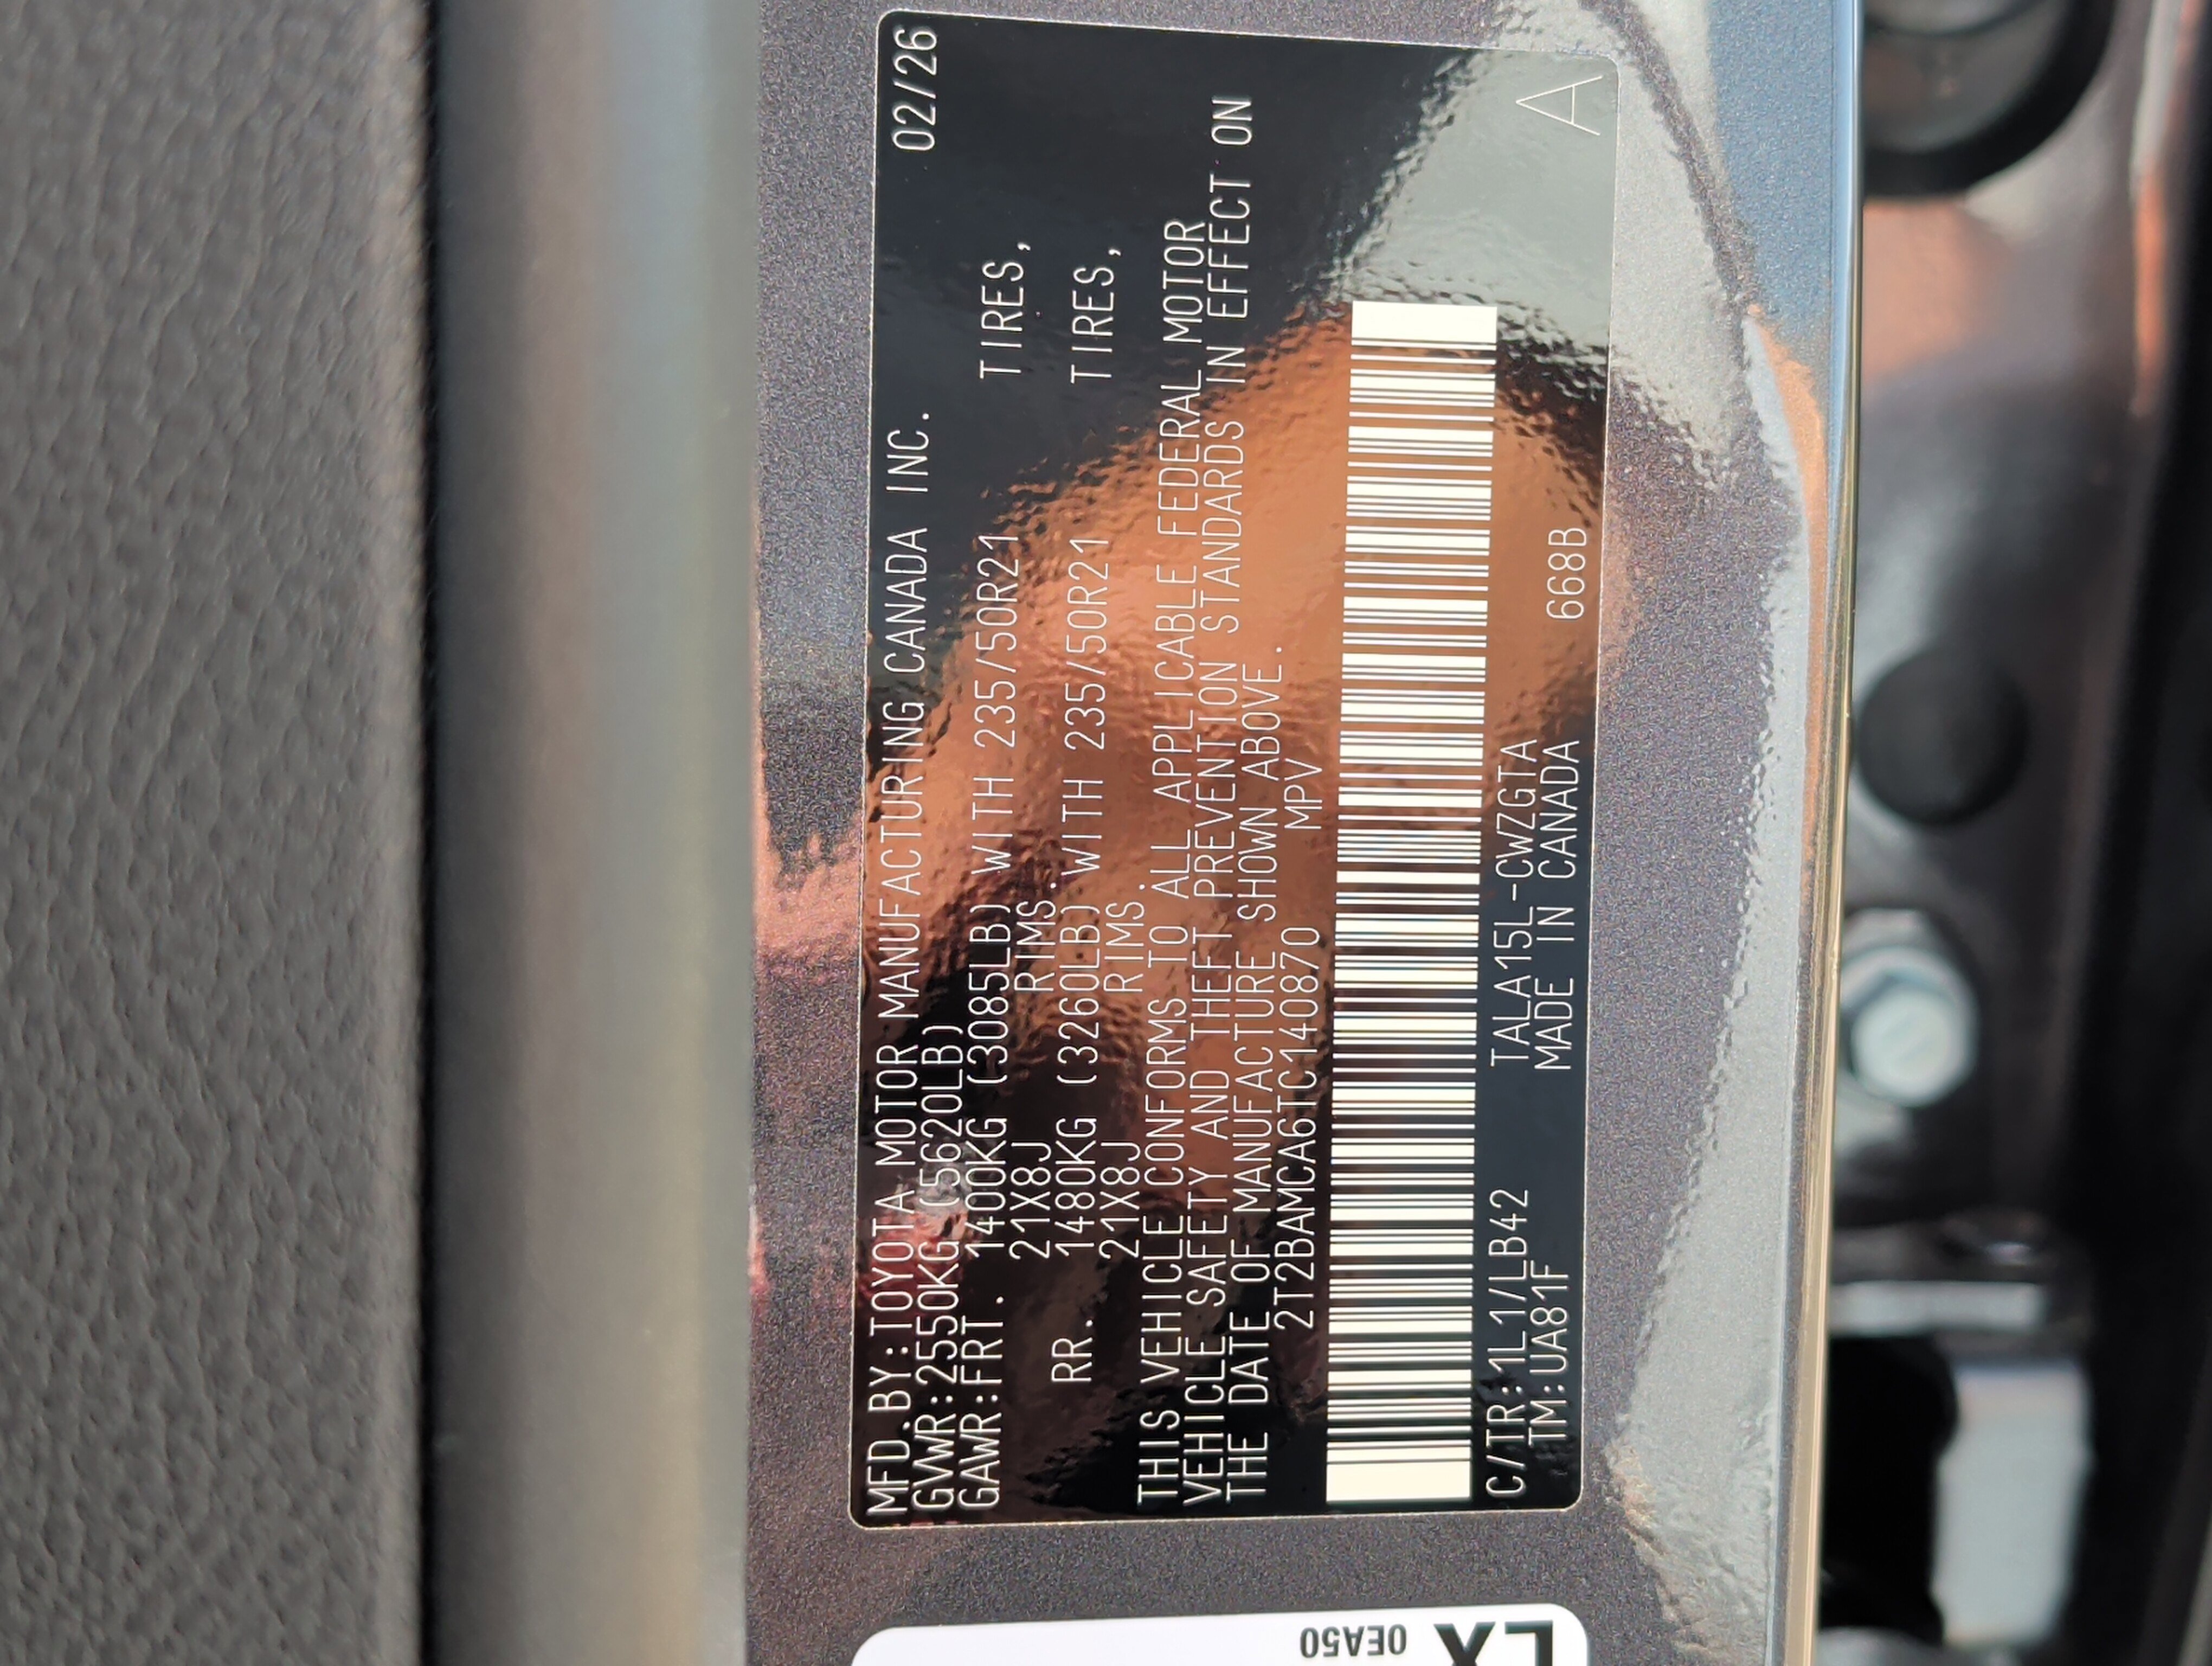 MFD.BY:TOYOTA MOTOR MANUFACTURING CANADA INC. 02/26
GVWR:2550KG (5620LB)
GAWR:FRT. 1400KG (3085LB) WITH 235/50R21 TIRES,
21X8J RIMS.
RR. 1480KG (3260LB) WITH 235/50R21 TIRES,
21X8J RIMS.
THIS VEHICLE CONFORMS TO ALL APPLICABLE FEDERAL MOTOR
VEHICLE SAFETY AND THEFT PREVENTION STANDARDS IN EFFECT ON
THE DATE OF MANUFACTURE SHOWN ABOVE.
2T2BAMCA6TC140870 MPV
C/TR:1L1/LB42 TALA15L-CWZGTA 668B
TM:UA81F MADE IN CANADA A
0EA50